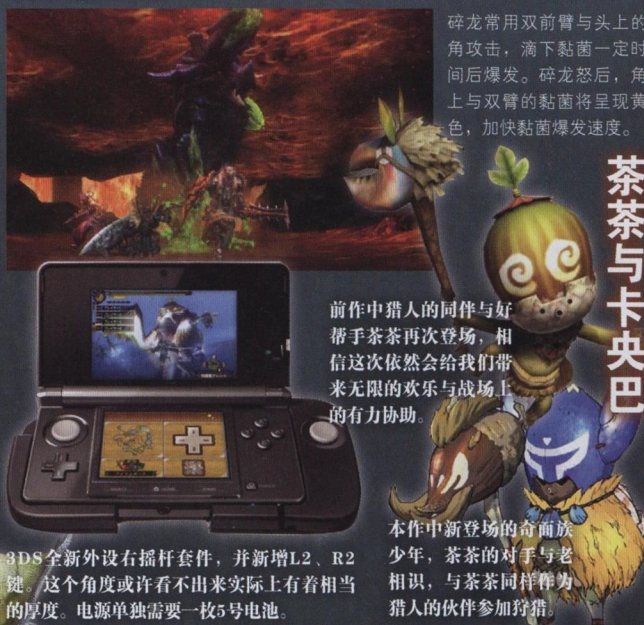 碎龙常用双前臂与头上的
角攻击，滴下黏菌一定时
间后爆发。碎龙怒后，角
上与双臂的黏菌将呈现黄
色，加快黏菌爆发速度。
茶茶与卡央巴
前作中猎人的同伴与好
帮手茶茶再次登场，相
信这次依然会给我们带
来无限的欢乐与战场上
的有力协助。
本作中新登场的奇面族
少年，茶茶的对手与老
相识，与茶茶同样作为
猎人的伙伴参加狩猎。
3DS全新外设右摇杆套件，并新增L2、R2
键。这个角度或许看不出来实际上有着相当
的厚度。电源单独需要一枚5号电池。